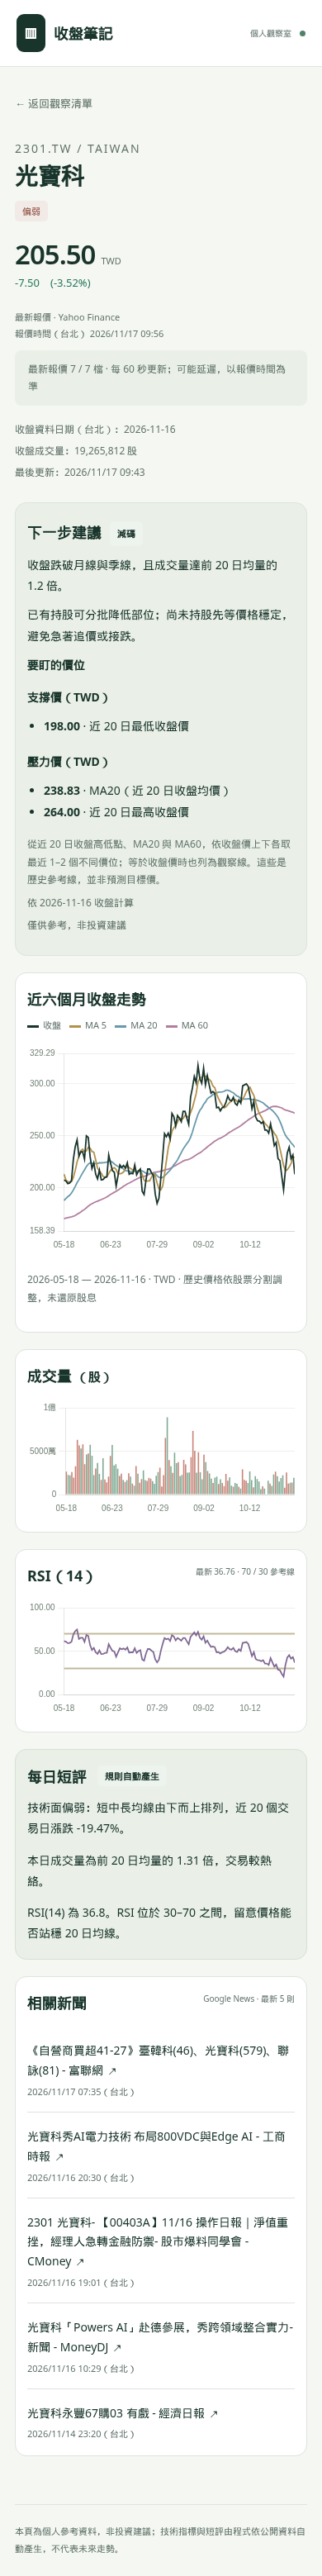 收盤筆記
個人觀察室
← 返回觀察清單
2301.TW / TAIWAN
光寶科
偏弱
205.50 TWD
-7.50 (-3.52%)
最新報價 · Yahoo Finance
報價時間（台北） 2026/11/17 09:56
最新報價 7 / 7 檔 · 每 60 秒更新；可能延遲，以報價時間為
準
收盤資料日期（台北）：2026-11-16
收盤成交量：19,265,812 股
最後更新：2026/11/17 09:43
下一步建議 減碼
收盤跌破月線與季線，且成交量達前 20 日均量的
1.2 倍。
已有持股可分批降低部位；尚未持股先等價格穩定，
避免急著追價或接跌。
要盯的價位
支撐價（TWD）
• 198.00 · 近 20 日最低收盤價
壓力價（TWD）
• 238.83 · MA20（近 20 日收盤均價）
• 264.00 · 近 20 日最高收盤價
從近 20 日收盤高低點、MA20 與 MA60，依收盤價上下各取
最近 1–2 個不同價位；等於收盤價時也列為觀察線。這些是
歷史參考線，並非預測目標價。
依 2026-11-16 收盤計算
僅供參考，非投資建議
近六個月收盤走勢
收盤 MA 5 MA 20 MA 60
329.29
300.00
250.00
200.00
158.39
05-18 06-23 07-29 09-02 10-12
2026-05-18 — 2026-11-16 · TWD · 歷史價格依股票分割調
整，未還原股息
成交量（股）
1億
5000萬
0
05-18 06-23 07-29 09-02 10-12
RSI（14） 最新 36.76 · 70 / 30 參考線
100.00
50.00
0.00
05-18 06-23 07-29 09-02 10-12
每日短評 規則自動產生
技術面偏弱：短中長均線由下而上排列，近 20 個交
易日漲跌 -19.47%。
本日成交量為前 20 日均量的 1.31 倍，交易較熱
絡。
RSI(14) 為 36.8。RSI 位於 30–70 之間，留意價格能
否站穩 20 日均線。
相關新聞 Google News · 最新 5 則
《自營商買超41-27》臺韓科(46)、光寶科(579)、聯
詠(81) - 富聯網 ↗
2026/11/17 07:35（台北）
光寶科秀AI電力技術 布局800VDC與Edge AI - 工商
時報 ↗
2026/11/16 20:30（台北）
2301 光寶科- 【00403A】11/16 操作日報｜淨值重
挫，經理人急轉金融防禦- 股市爆料同學會 -
CMoney ↗
2026/11/16 19:01（台北）
光寶科「Powers AI」赴德參展，秀跨領域整合實力-
新聞 - MoneyDJ ↗
2026/11/16 10:29（台北）
光寶科永豐67購03 有戲 - 經濟日報 ↗
2026/11/14 23:20（台北）
本頁為個人參考資料，非投資建議；技術指標與短評由程式依公開資料自
動產生，不代表未來走勢。